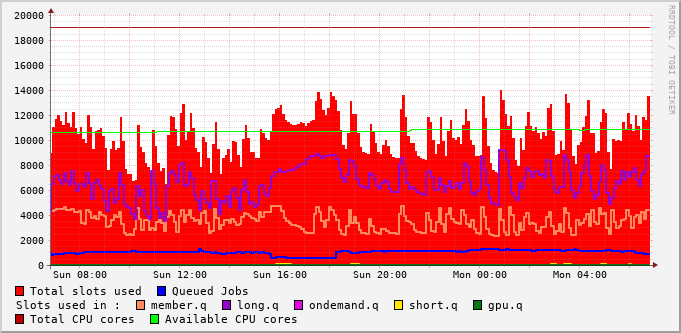 20000
18000
16000
14000
12000
10000
8000
6000
4000
2000
0
Sun 08:00 Sun 12:00 Sun 16:00 Sun 20:00 Mon 00:00 Mon 04:00
RRDTOOL / TOBI OETIKER
Total slots used Queued Jobs
Slots used in : member.q long.q ondemand.q short.q gpu.q
Total CPU cores Available CPU cores